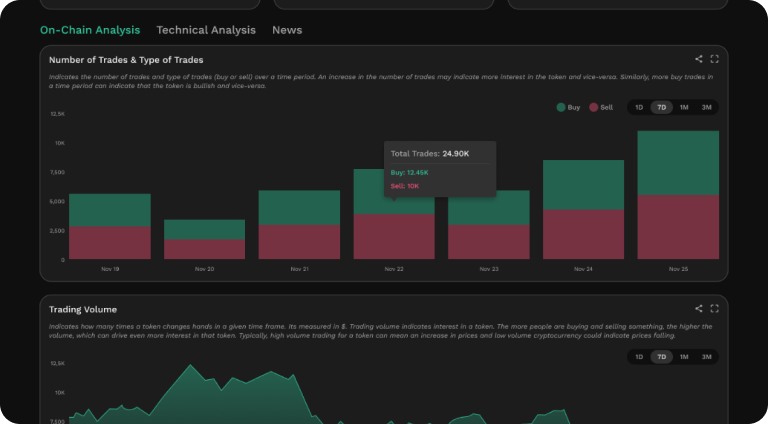 On-Chain Analysis Technical Analysis News
Number of Trades & Type of Trades
Indicates the number of trades and type of trades (buy or sell) over a time period. An increase in the number of trades may indicate more interest in the token and vice-versa. Similarly, more buy trades in
a time period can indicate that the token is bullish and vice-versa.
Buy Sell 1D 7D 1M 3M
12.5K
10K
7,500
5,000
2,500
0
Total Trades: 24.90K
Buy: 12.45K
Sell: 10K
Nov 19 Nov 20 Nov 21 Nov 22 Nov 23 Nov 24 Nov 25
Trading Volume
Indicates how many times a token changes hands in a given time frame. Its measured in $. Trading volume indicates interest in a token. The more people are buying and selling something, the higher the
volume, which can drive even more interest in that token. Typically, high volume trading for a token can mean an increase in prices and low volume cryptocurrency could indicate prices falling.
1D 7D 1M 3M
12.5K
10K
7,500